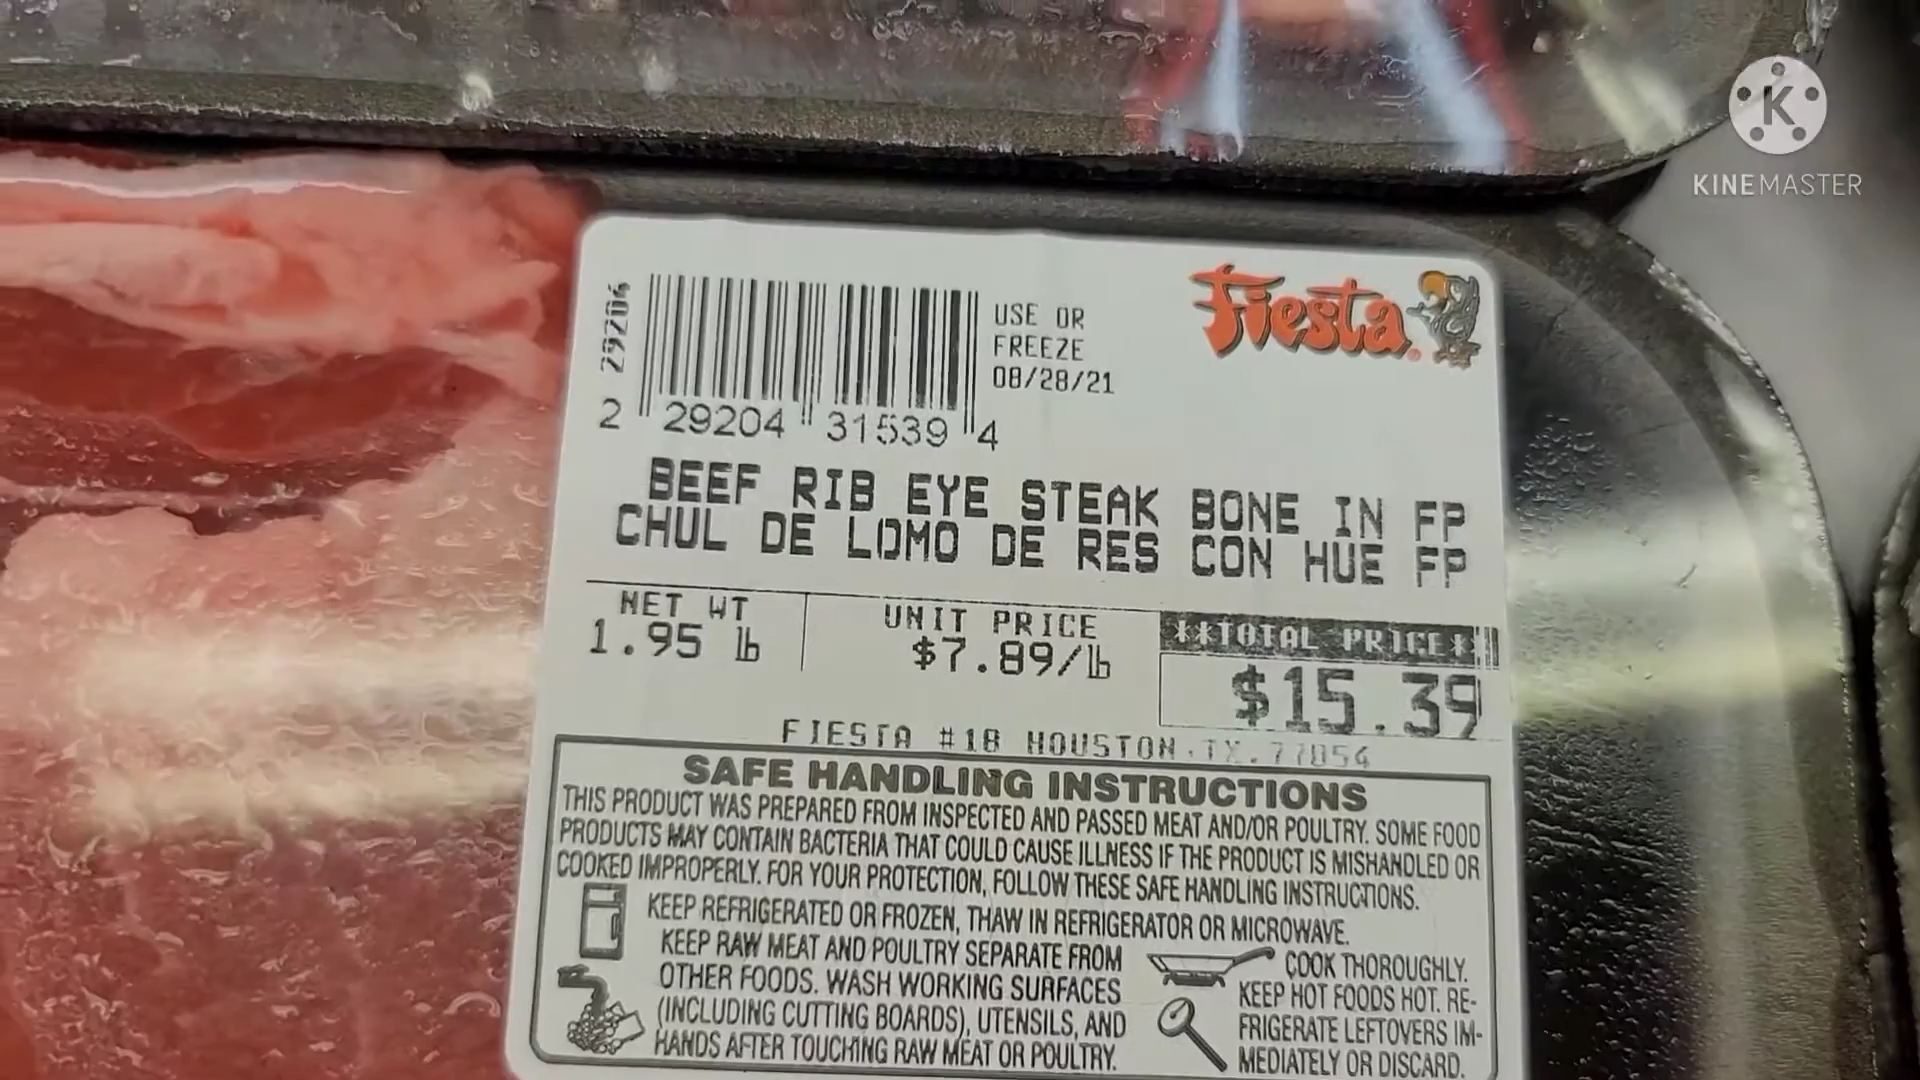 K
KINEMASTER
Fiesta
29206
USE OR
FREEZE
08/28/21
2 29204 31539 4
BEEF RIB EYE STEAK BONE IN FP
CHUL DE LOMO DE RES CON HUE FP
NET WT
1.95 lb
UNIT PRICE
$7.89/lb
**TOTAL PRICE*
$15.39
FIESTA #18 HOUSTON, TX. 77054
SAFE HANDLING INSTRUCTIONS
THIS PRODUCT WAS PREPARED FROM INSPECTED AND PASSED MEAT AND/OR POULTRY. SOME FOOD
PRODUCTS MAY CONTAIN BACTERIA THAT COULD CAUSE ILLNESS IF THE PRODUCT IS MISHANDLED OR
COOKED IMPROPERLY. FOR YOUR PROTECTION, FOLLOW THESE SAFE HANDLING INSTRUCTIONS.
KEEP REFRIGERATED OR FROZEN, THAW IN REFRIGERATOR OR MICROWAVE.
KEEP RAW MEAT AND POULTRY SEPARATE FROM
OTHER FOODS. WASH WORKING SURFACES
(INCLUDING CUTTING BOARDS), UTENSILS, AND
HANDS AFTER TOUCHING RAW MEAT OR POULTRY.
COOK THOROUGHLY.
KEEP HOT FOODS HOT. RE-
FRIGERATE LEFTOVERS IM-
MEDIATELY OR DISCARD.